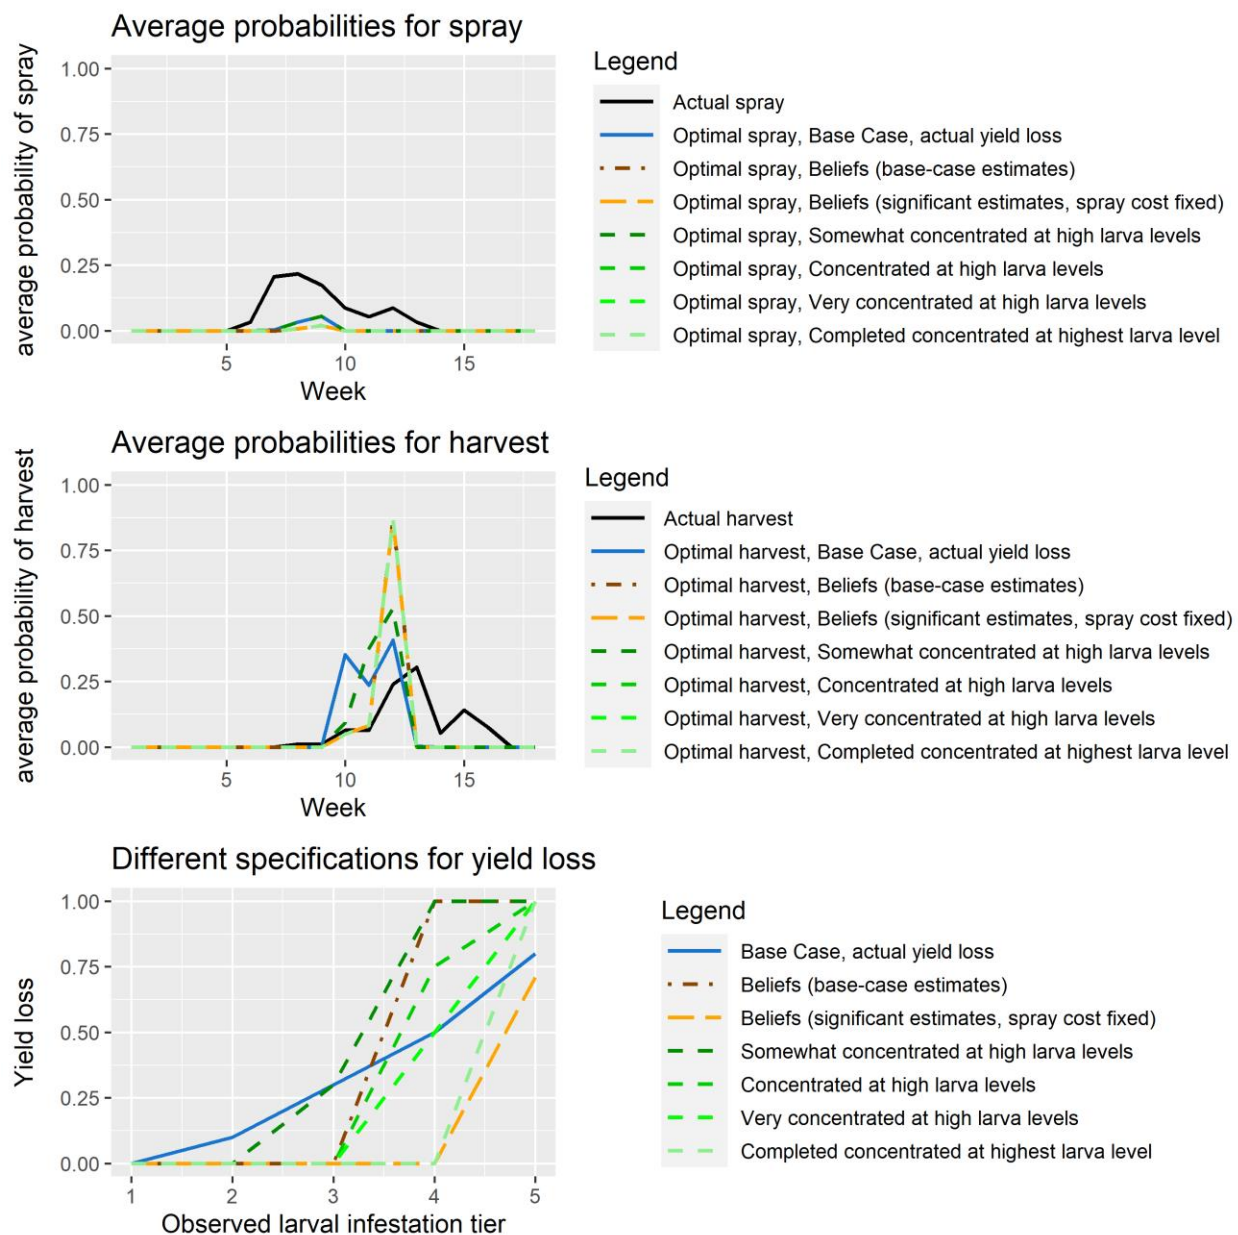 Average probabilities for spray
average probability of spray
1.00
0.75
0.50
0.25
0.00
5 10 15
Week
Legend
Actual spray
Optimal spray, Base Case, actual yield loss
Optimal spray, Beliefs (base-case estimates)
Optimal spray, Beliefs (significant estimates, spray cost fixed)
Optimal spray, Somewhat concentrated at high larva levels
Optimal spray, Concentrated at high larva levels
Optimal spray, Very concentrated at high larva levels
Optimal spray, Completed concentrated at highest larva level
Average probabilities for harvest
average probability of harvest
1.00
0.75
0.50
0.25
0.00
5 10 15
Week
Legend
Actual harvest
Optimal harvest, Base Case, actual yield loss
Optimal harvest, Beliefs (base-case estimates)
Optimal harvest, Beliefs (significant estimates, spray cost fixed)
Optimal harvest, Somewhat concentrated at high larva levels
Optimal harvest, Concentrated at high larva levels
Optimal harvest, Very concentrated at high larva levels
Optimal harvest, Completed concentrated at highest larva level
Different specifications for yield loss
Yield loss
1.00
0.75
0.50
0.25
0.00
1 2 3 4 5
Observed larval infestation tier
Legend
Base Case, actual yield loss
Beliefs (base-case estimates)
Beliefs (significant estimates, spray cost fixed)
Somewhat concentrated at high larva levels
Concentrated at high larva levels
Very concentrated at high larva levels
Completed concentrated at highest larva level